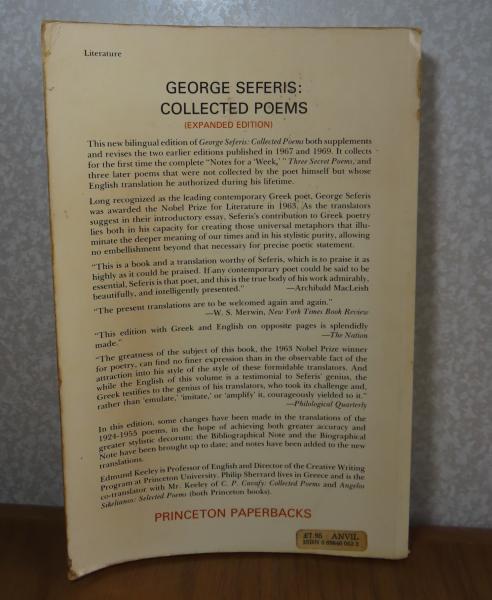 Literature
GEORGE SEFERIS:
COLLECTED POEMS
(EXPANDED EDITION)
This new bilingual edition of George Seferis: Collected Poems both supplements
and revises the two earlier editions published in 1967 and 1969. It collects
for the first time the complete "Notes for a 'Week,' " Three Secret Poems, and
three later poems that were not collected by the poet himself but whose
English translation he authorized during his lifetime.
Long recognized as the leading contemporary Greek poet, George Seferis
was awarded the Nobel Prize for Literature in 1963. As the translators
suggest in their introductory essay, Seferis's contribution to Greek poetry
lies both in his capacity for creating those universal metaphors that illu-
minate the deeper meaning of our times and in his stylistic purity, allowing
no embellishment beyond that necessary for precise poetic statement.
"This is a book and a translation worthy of Seferis, which is to praise it as
highly as it could be praised. If any contemporary poet could be said to be
essential, Seferis is that poet, and this is the true body of his work admirably,
beautifully, and intelligently presented." —Archibald MacLeish
"The present translations are to be welcomed again and again."
—W. S. Merwin, New York Times Book Review
"This edition with Greek and English on opposite pages is splendidly
made." —The Nation
"The greatness of the subject of this book, the 1963 Nobel Prize winner
for poetry, can find no finer expression than in the observable fact of the
attraction into his style of the style of these formidable translators. And
while the English of this volume is a testimonial to Seferis' genius, the
Greek testifies to the genius of his translators, who took its challenge and,
rather than 'emulate,' 'imitate,' or 'amplify' it, courageously yielded to it."
—Philological Quarterly
In this edition, some changes have been made in the translations of the
1924-1955 poems, in the hope of achieving both greater accuracy and
greater stylistic decorum; the Bibliographical Note and the Biographical
Note have been brought up to date; and notes have been added to the new
translations.
Edmund Keeley is Professor of English and Director of the Creative Writing
Program at Princeton University. Philip Sherrard lives in Greece and is the
co-translator with Mr. Keeley of C. P. Cavafy: Collected Poems and Angelos
Sikelianos: Selected Poems (both Princeton books).
PRINCETON PAPERBACKS
£7.95 ANVIL
ISBN 0 85646